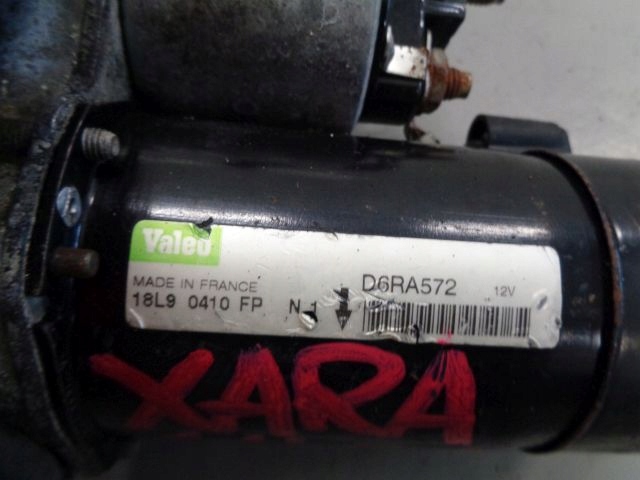 Valeo
MADE IN FRANCE
18L9 0410 FP N 1
D6RA572 12V
XARA